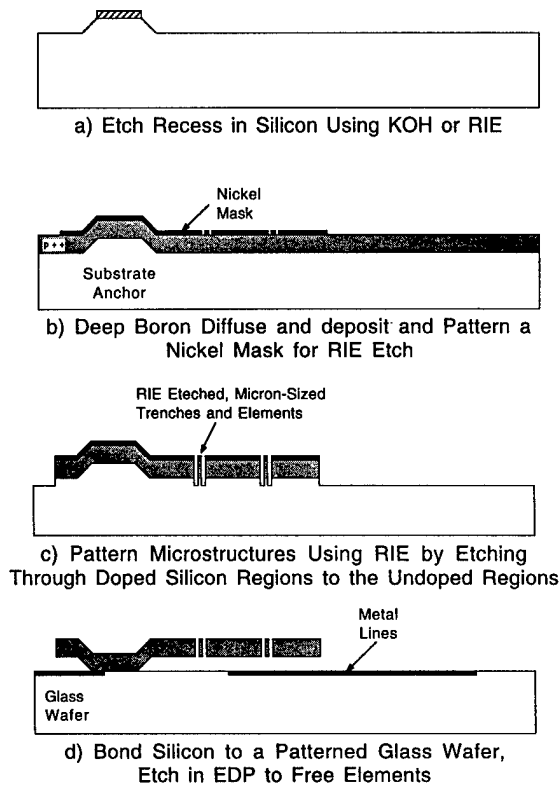 a) Etch Recess in Silicon Using KOH or RIE
Nickel
Mask
P++
Substrate
Anchor
b) Deep Boron Diffuse and deposit and Pattern a
Nickel Mask for RIE Etch
RIE Eteched, Micron-Sized
Trenches and Elements
c) Pattern Microstructures Using RIE by Etching
Through Doped Silicon Regions to the Undoped Regions
Metal
Lines
Glass
Wafer
d) Bond Silicon to a Patterned Glass Wafer,
Etch in EDP to Free Elements